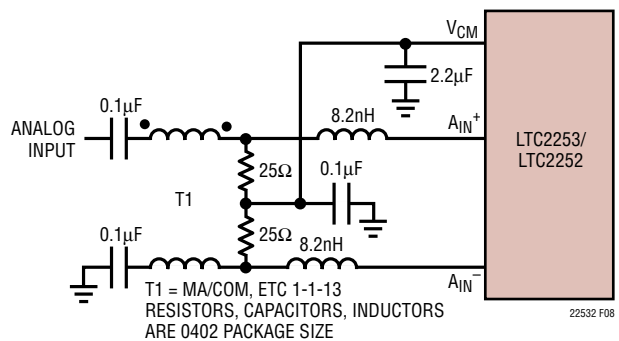 VCM
2.2µF
0.1µF
8.2nH
ANALOG
INPUT
AIN+
LTC2253/
LTC2252
25Ω
0.1µF
T1
0.1µF
25Ω
8.2nH
AIN–
T1 = MA/COM, ETC 1-1-13
RESISTORS, CAPACITORS, INDUCTORS
ARE 0402 PACKAGE SIZE
22532 F08